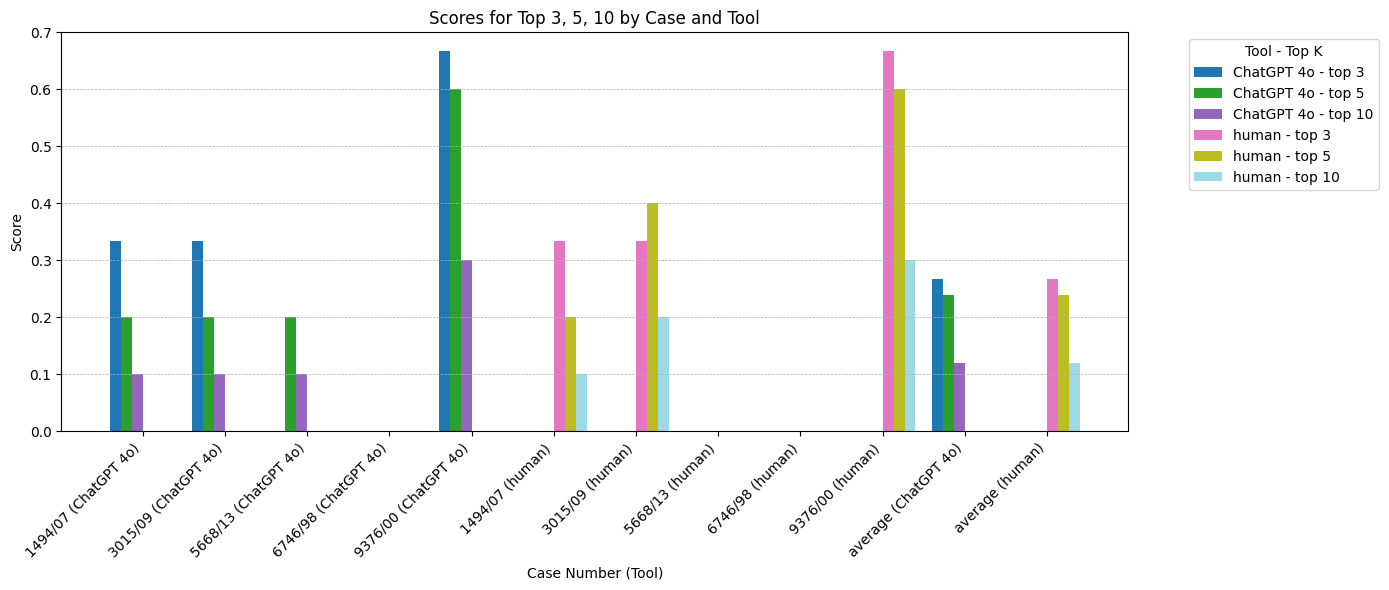 Scores for Top 3, 5, 10 by Case and Tool
Score
0.7
0.6
0.5
0.4
0.3
0.2
0.1
0.0
1494/07 (ChatGPT 4o)
3015/09 (ChatGPT 4o)
5668/13 (ChatGPT 4o)
6746/98 (ChatGPT 4o)
9376/00 (ChatGPT 4o)
1494/07 (human)
3015/09 (human)
5668/13 (human)
6746/98 (human)
9376/00 (human)
average (ChatGPT 4o)
average (human)
Case Number (Tool)
Tool - Top K
ChatGPT 4o - top 3
ChatGPT 4o - top 5
ChatGPT 4o - top 10
human - top 3
human - top 5
human - top 10